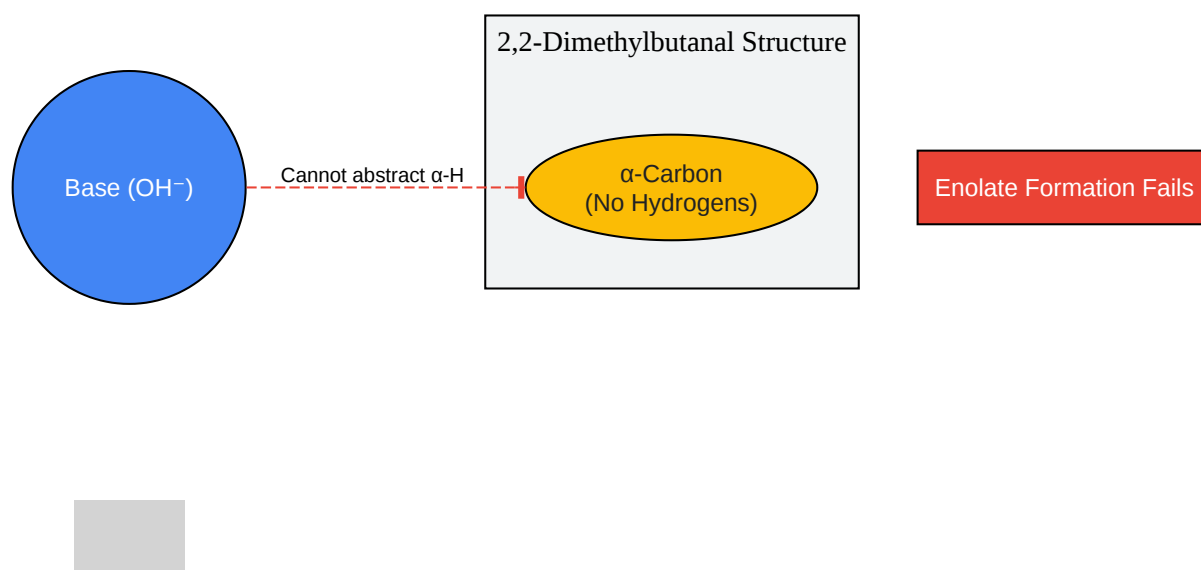 2,2-Dimethylbutanal Structure
Base (OH⁻)
Cannot abstract α-H
α-Carbon
(No Hydrogens)
Enolate Formation Fails